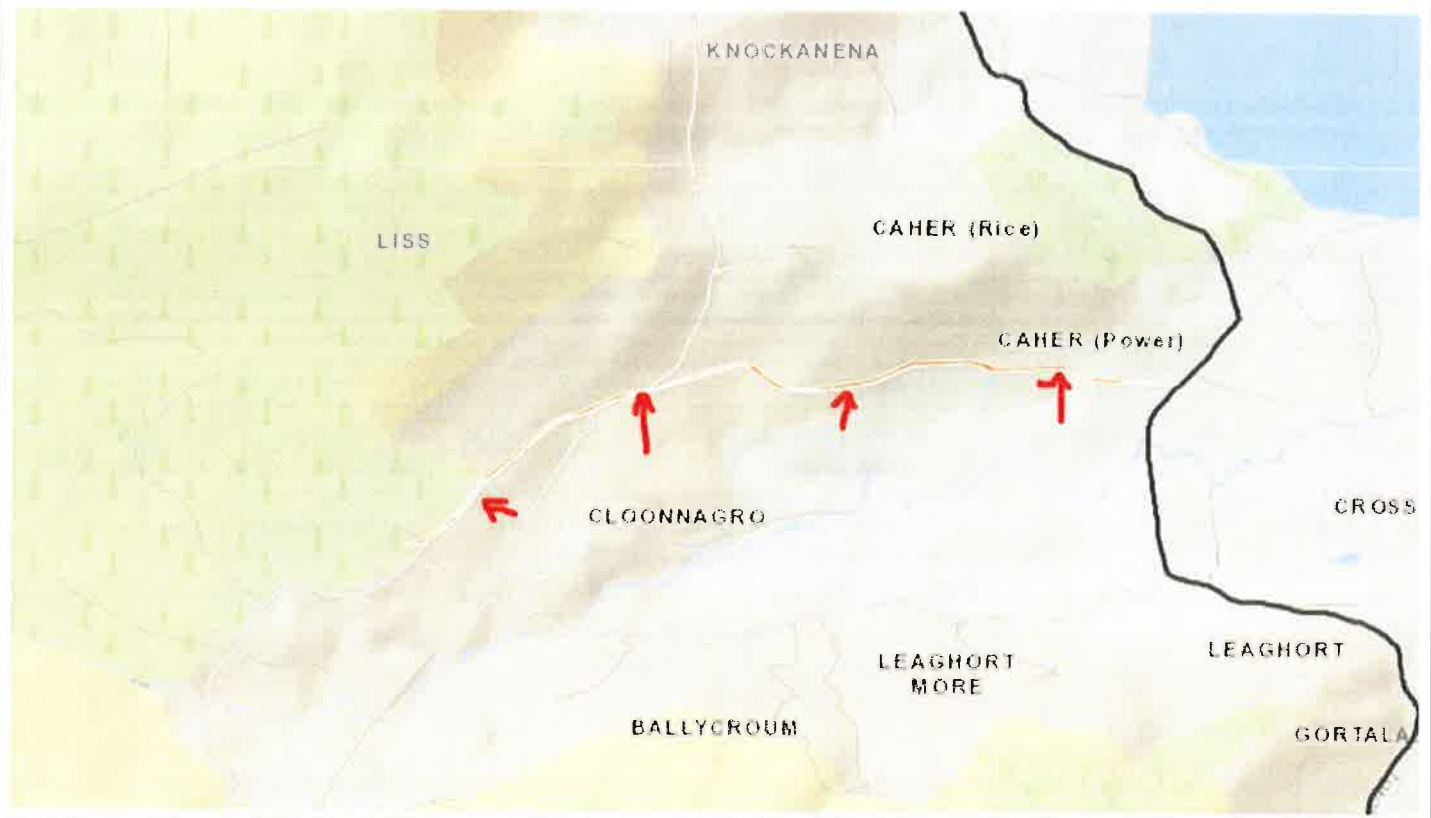 KNOCKANENA
CAHER (Rice)
LISS
CAHER (Power)
CLOONNAGRO
CROSS
LEAGHORT
LEAGHORT
MORE
BALLYCROUM
GORTALA